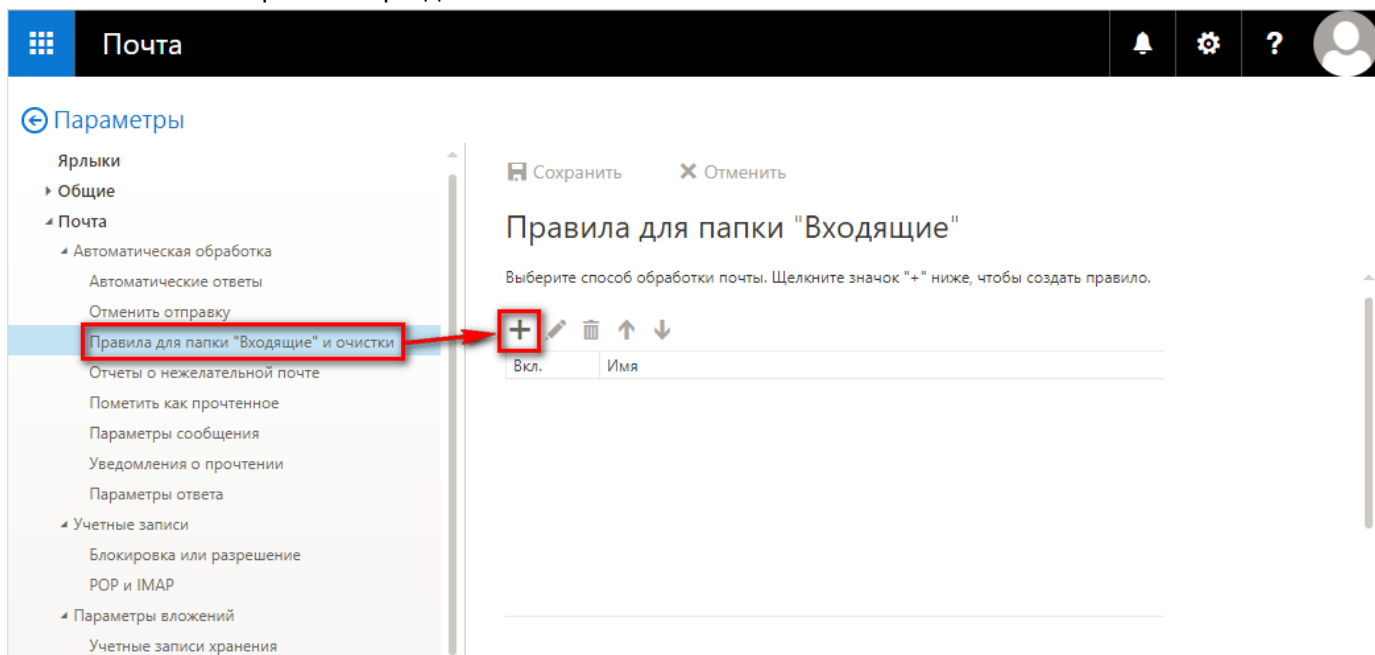 Почта
?
Параметры
Ярлыки
Общие
Почта
Автоматическая обработка
Автоматические ответы
Отменить отправку
Правила для папки "Входящие" и очистки
Отчеты о нежелательной почте
Пометить как прочтенное
Параметры сообщения
Уведомления о прочтении
Параметры ответа
Учетные записи
Блокировка или разрешение
POP и IMAP
Параметры вложений
Учетные записи хранения
Сохранить Отменить
Правила для папки "Входящие"
Выберите способ обработки почты. Щелкните значок "+" ниже, чтобы создать правило.
Вкл. Имя